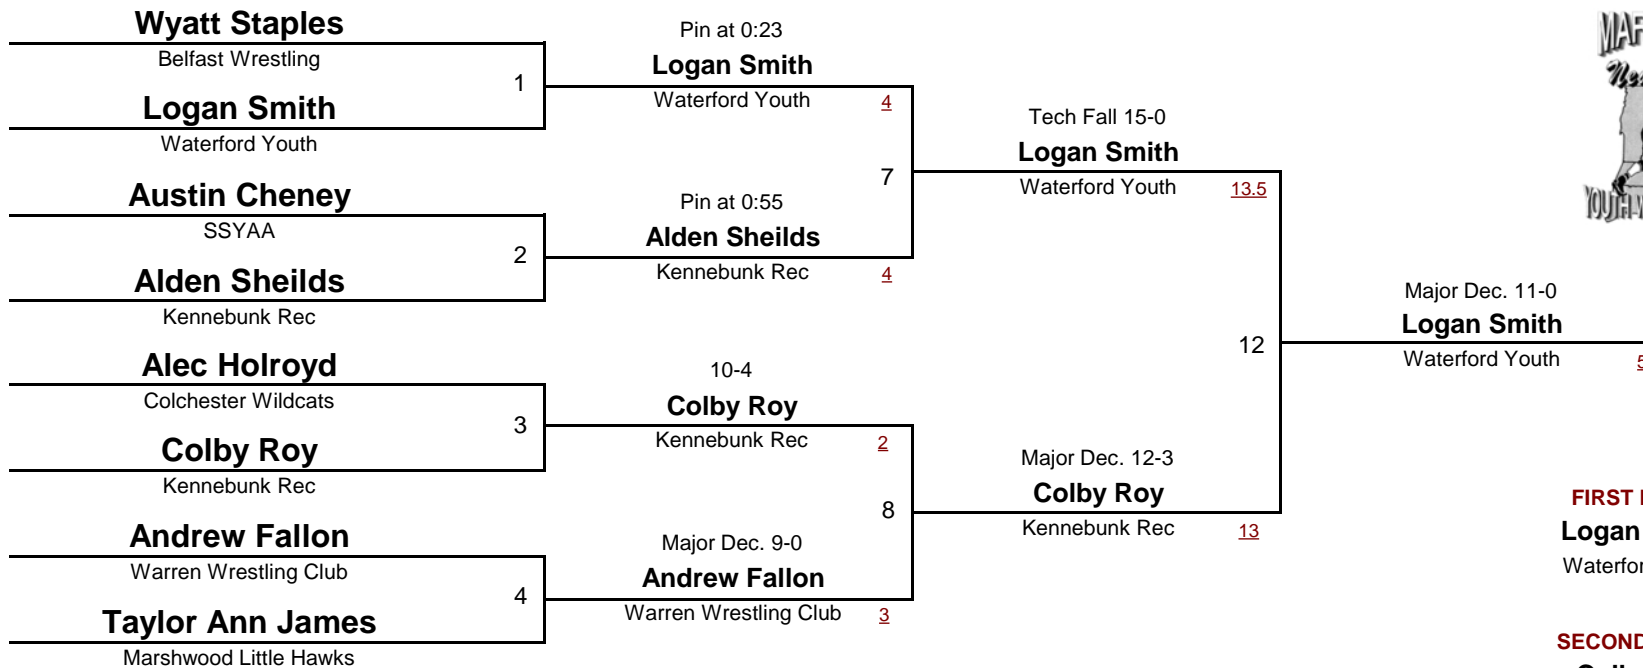 Wyatt Staples
Belfast Wrestling
1
Logan Smith
Waterford Youth
Austin Cheney
SSYAA
2
Alden Sheilds
Kennebunk Rec
Alec Holroyd
Colchester Wildcats
3
Colby Roy
Kennebunk Rec
Andrew Fallon
Warren Wrestling Club
4
Taylor Ann James
Marshwood Little Hawks
Pin at 0:23
Logan Smith
Waterford Youth 4
7
Pin at 0:55
Alden Sheilds
Kennebunk Rec 4
10-4
Colby Roy
Kennebunk Rec 2
8
Major Dec. 9-0
Andrew Fallon
Warren Wrestling Club 3
Tech Fall 15-0
Logan Smith
Waterford Youth 13.5
12
Major Dec. 12-3
Colby Roy
Kennebunk Rec 13
Major Dec. 11-0
Logan Smith
Waterford Youth 5
FIRST
Logan
SECOND